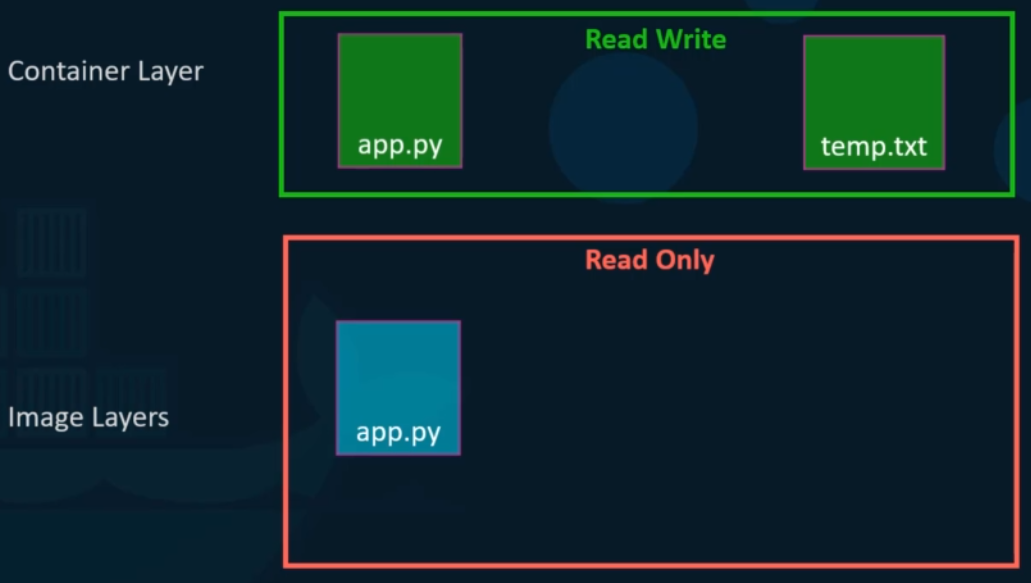 Container Layer
Read Write
app.py
temp.txt
Read Only
Image Layers
app.py